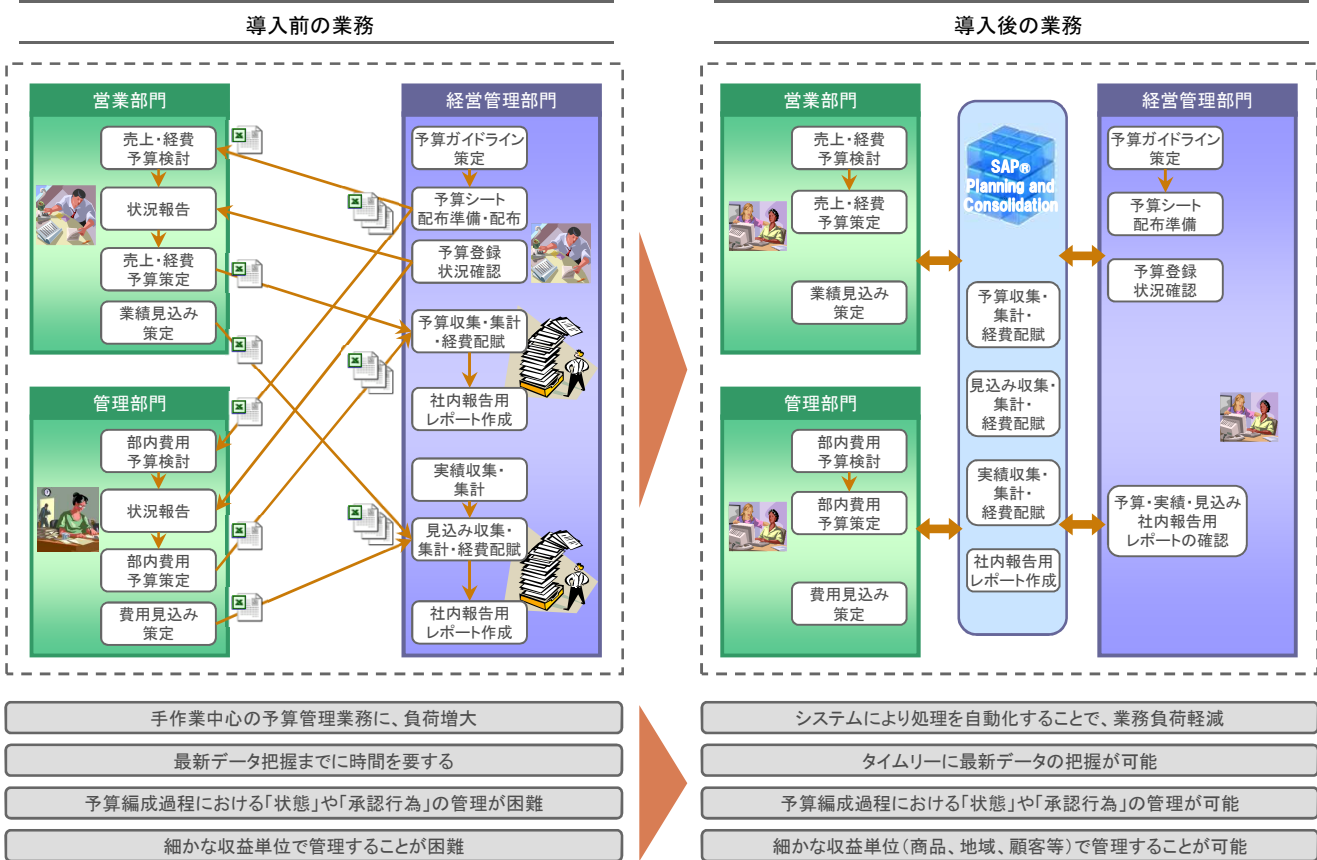 導入前の業務
営業部門
売上・経費
予算検討
状況報告
売上・経費
予算策定
業績見込み
策定
管理部門
部内費用
予算検討
状況報告
部内費用
予算策定
費用見込み
策定
経営管理部門
予算ガイドライン
策定
予算シート
配布準備・配布
予算登録
状況確認
予算収集・集計
・経費配賦
社内報告用
レポート作成
実績収集・
集計
見込み収集・
集計・経費配賦
社内報告用
レポート作成
手作業中心の予算管理業務に、負荷増大
最新データ把握までに時間を要する
予算編成過程における「状態」や「承認行為」の管理が困難
細かな収益単位で管理することが困難
導入後の業務
営業部門
売上・経費
予算検討
売上・経費
予算策定
業績見込み
策定
管理部門
部内費用
予算検討
部内費用
予算策定
費用見込み
策定
SAP®
Planning and
Consolidation
予算収集・
集計・
経費配賦
見込み収集・
集計・
経費配賦
実績収集・
集計・
経費配賦
社内報告用
レポート作成
経営管理部門
予算ガイドライン
策定
予算シート
配布準備
予算登録
状況確認
予算・実績・見込み
社内報告用
レポートの確認
システムにより処理を自動化することで、業務負荷軽減
タイムリーに最新データの把握が可能
予算編成過程における「状態」や「承認行為」の管理が可能
細かな収益単位(商品、地域、顧客等)で管理することが可能